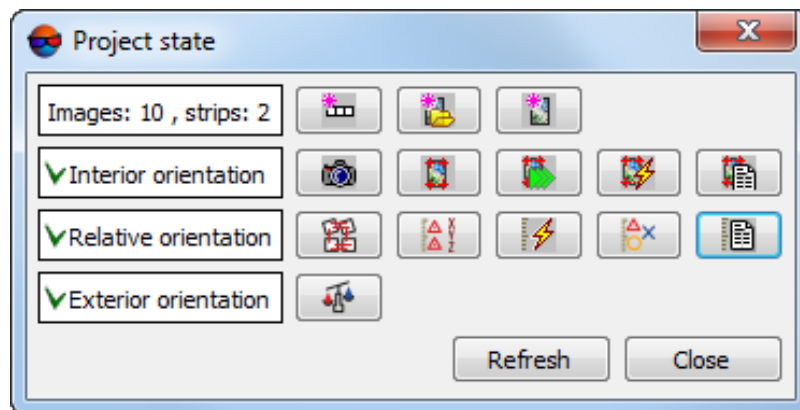 Project state
Images: 10 , strips: 2
Interior orientation
Relative orientation
Exterior orientation
Refresh Close